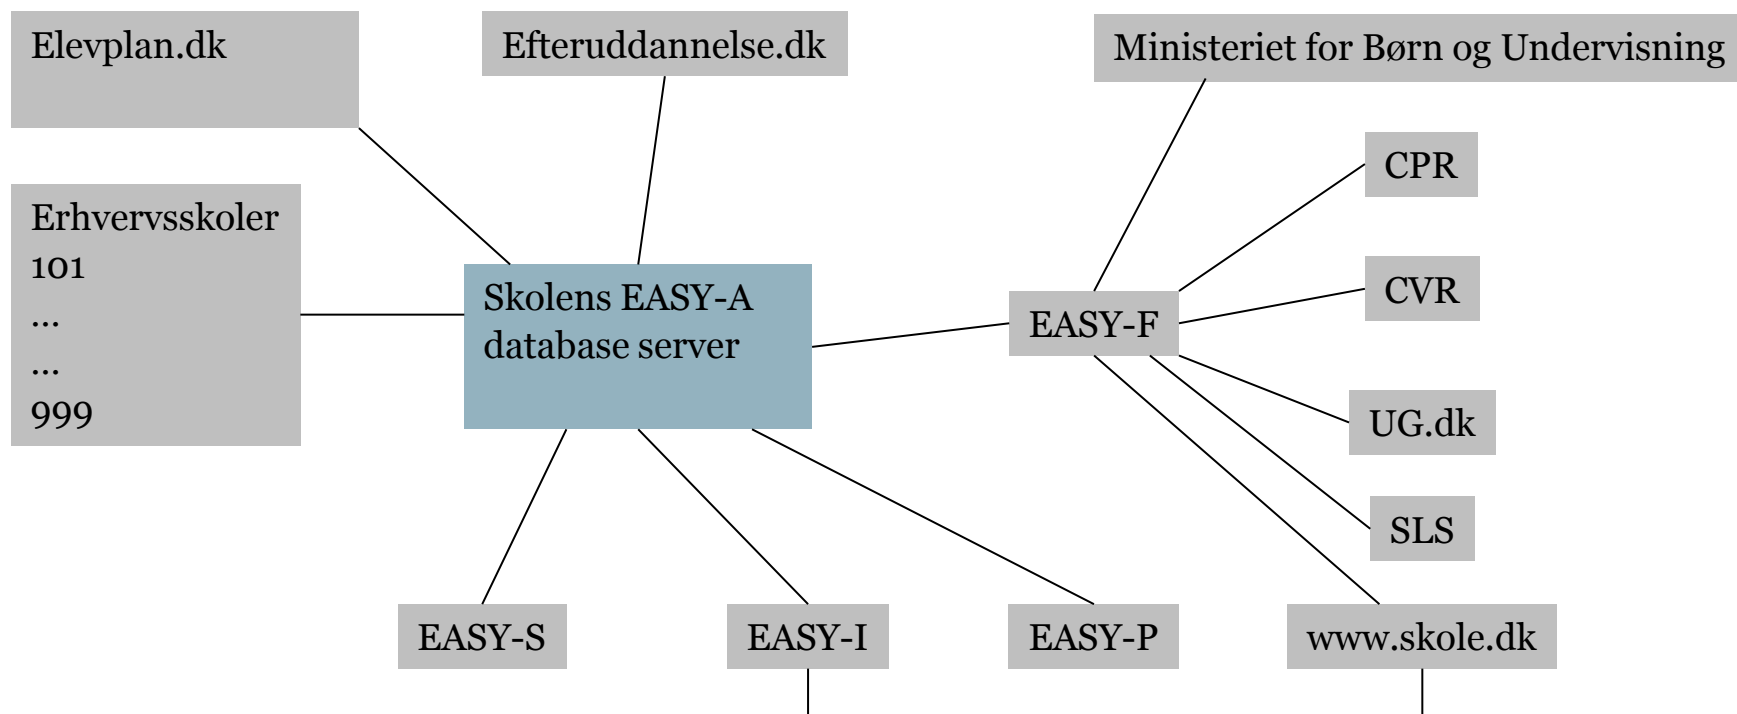 Elevplan.dk
Efteruddannelse.dk
Ministeriet for Børn og Undervisning
CPR
Erhvervsskoler
101
...
...
999
CVR
Skolens EASY-A
database server
EASY-F
UG.dk
SLS
EASY-S
EASY-I
EASY-P
www.skole.dk